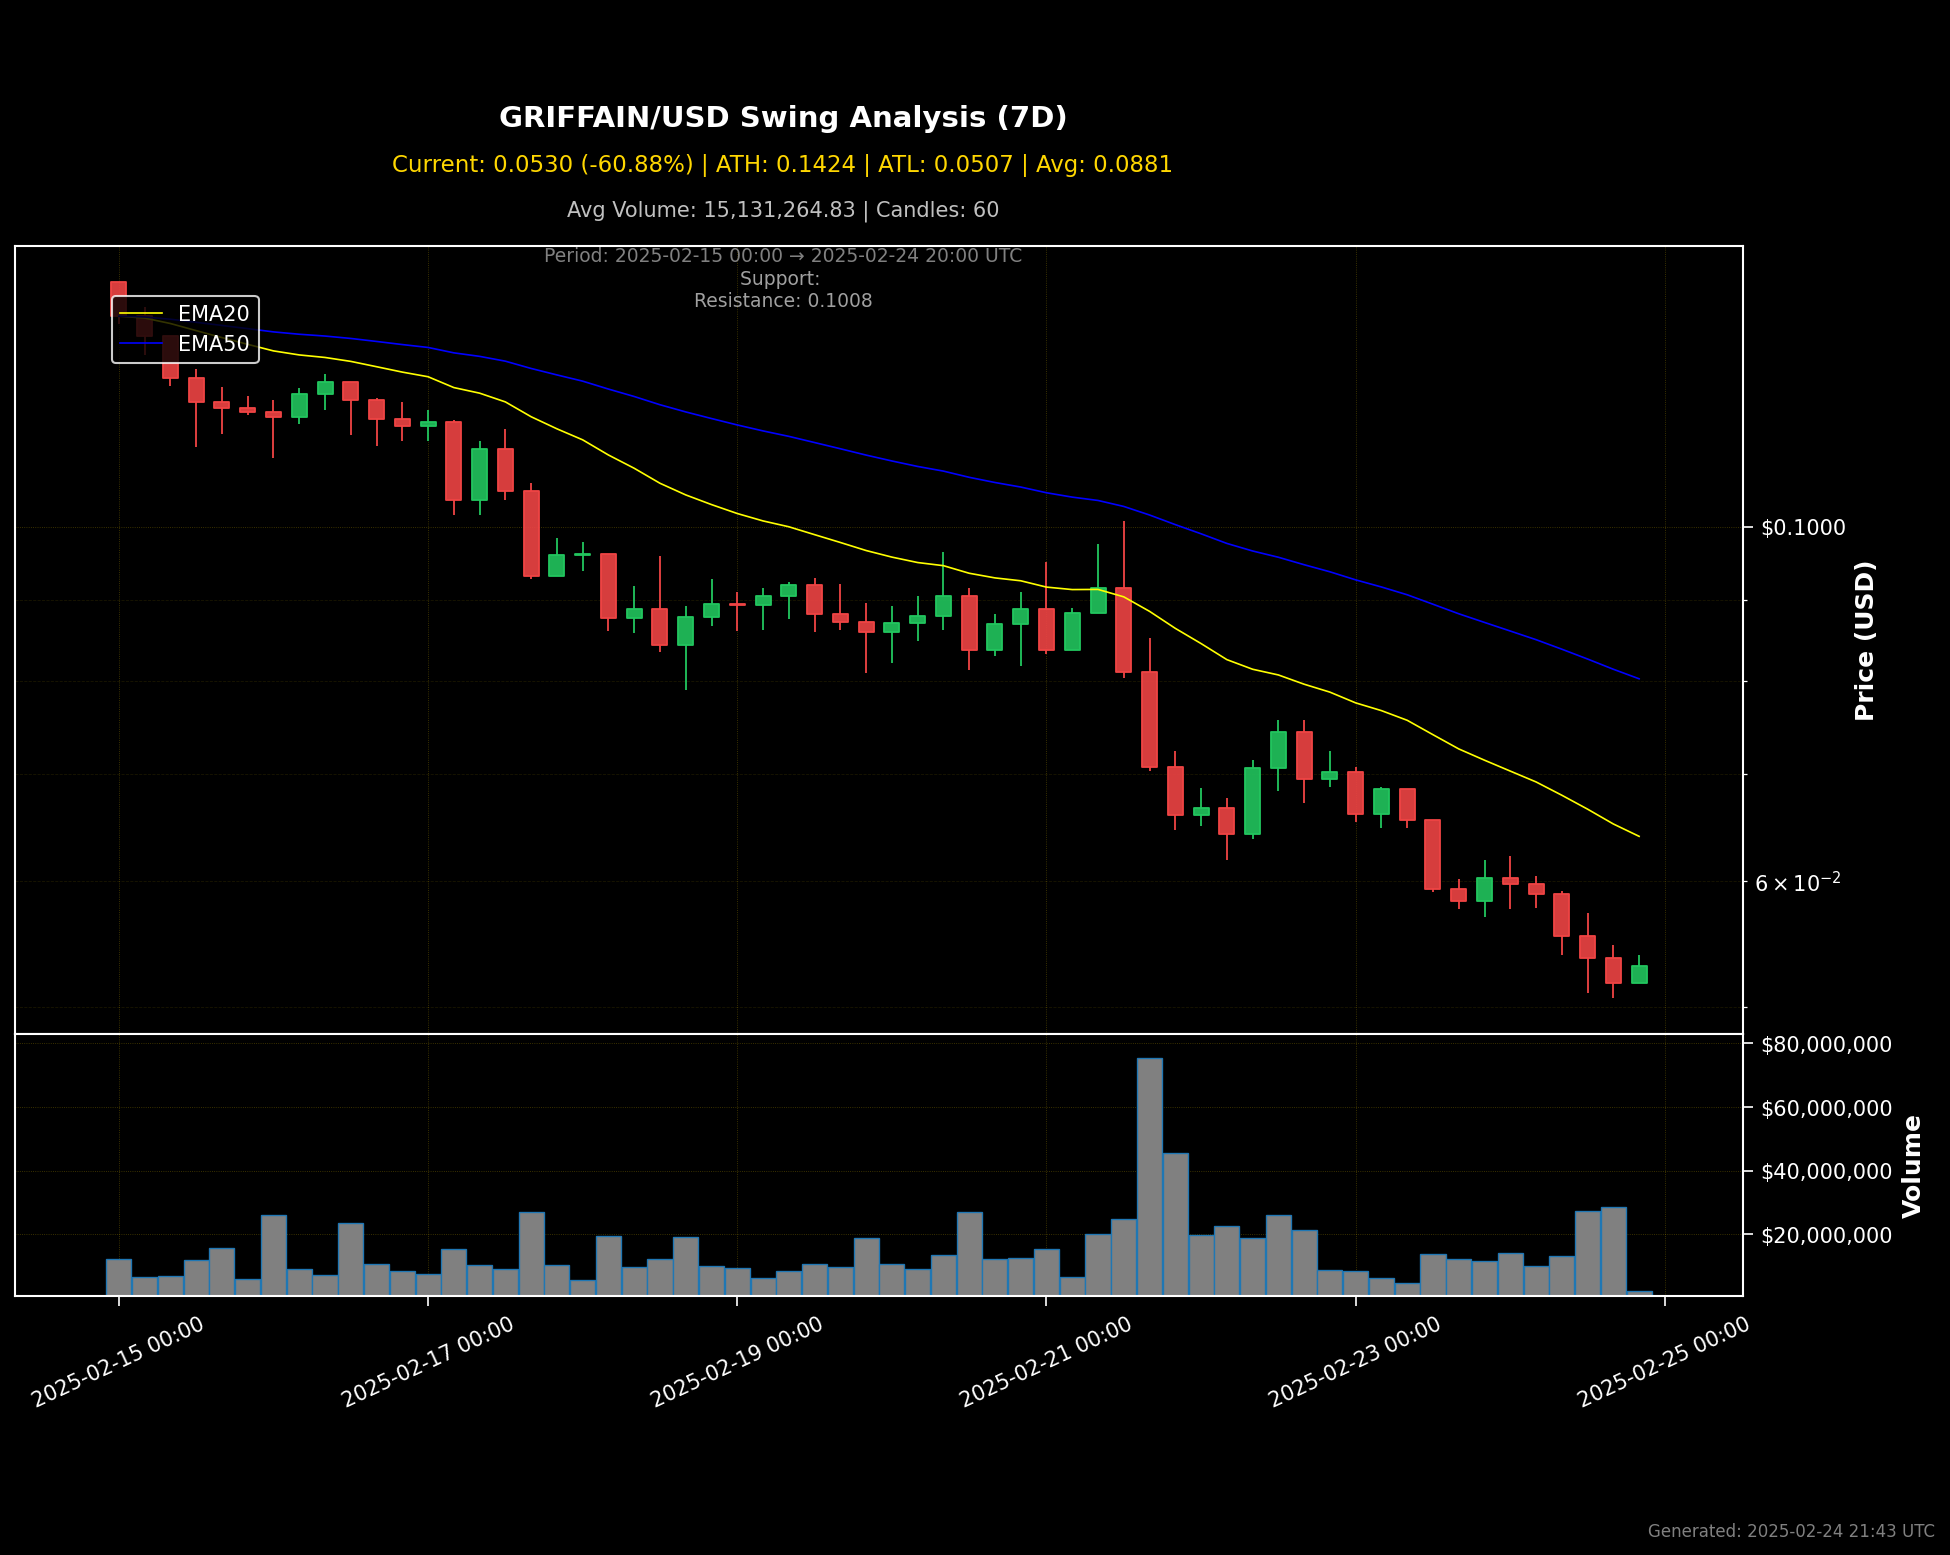 GRIFFAIN/USD Swing Analysis (7D)
Current: 0.0530 (-60.88%) | ATH: 0.1424 | ATL: 0.0507 | Avg: 0.0881
Avg Volume: 15,131,264.83 | Candles: 60
Period: 2025-02-15 00:00 → 2025-02-24 20:00 UTC
Support:
Resistance: 0.1008
EMA20
EMA50
$0.1000
6 × 10⁻²
Price (USD)
$80,000,000
$60,000,000
$40,000,000
$20,000,000
Volume
2025-02-15 00:00
2025-02-17 00:00
2025-02-19 00:00
2025-02-21 00:00
2025-02-23 00:00
2025-02-25 00:00
Generated: 2025-02-24 21:43 UTC